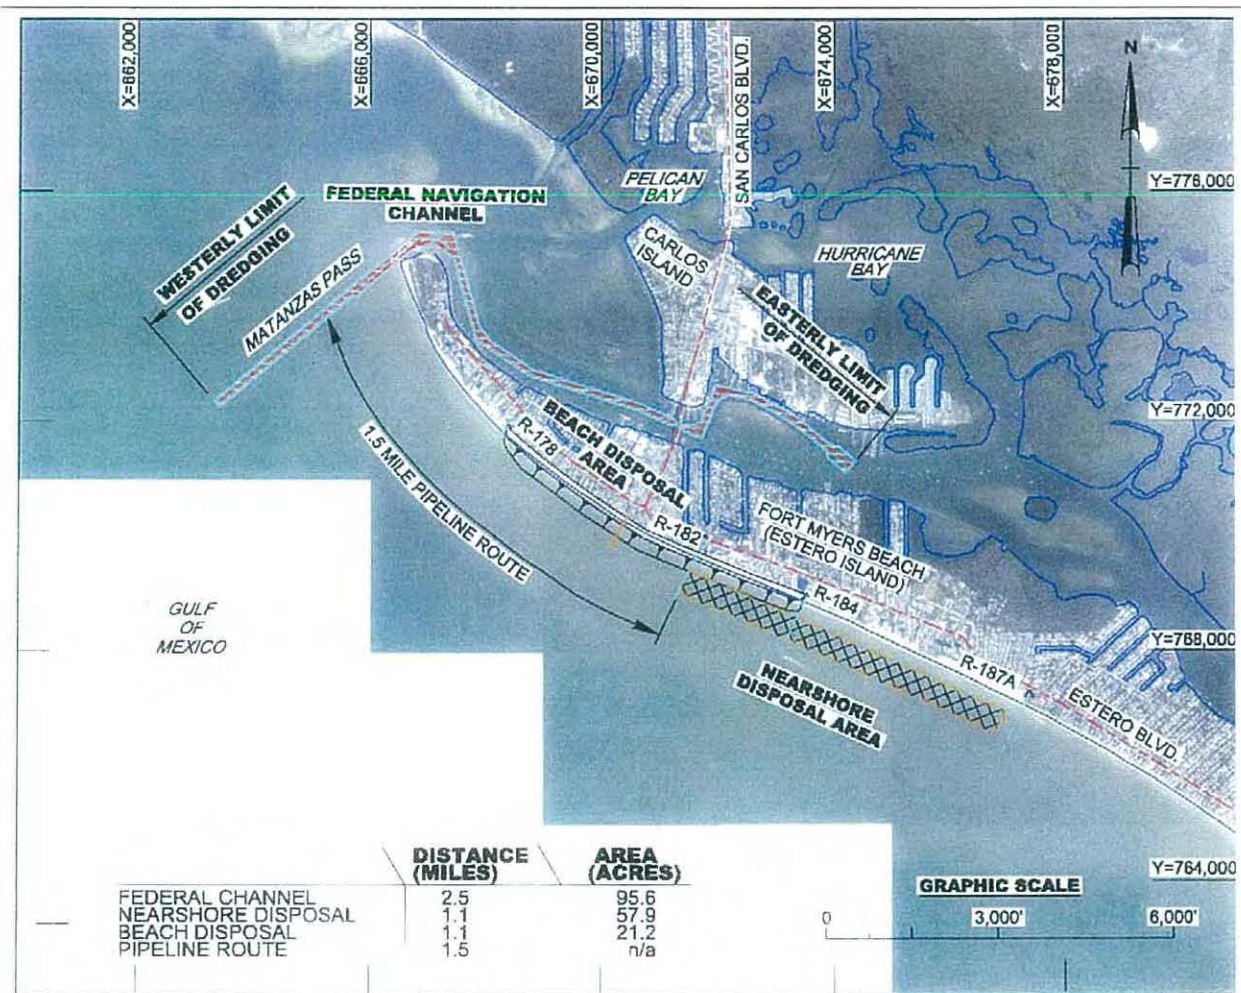 X=662,000
X=666,000
X=670,000
X=674,000
X=678,000
SAN CARLOS BLVD.
N
Y=776,000
PELICAN
BAY
FEDERAL NAVIGATION
CHANNEL
WESTERLY LIMIT
OF DREDGING
MATANZAS PASS
CARLOS
ISLAND
HURRICANE
BAY
EASTERLY LIMIT
OF DREDGING
Y=772,000
BEACH DISPOSAL
AREA
R-178
1.5 MILE PIPELINE ROUTE
R-182
FORT MYERS BEACH
(ESTERO ISLAND)
R-184
GULF
OF
MEXICO
Y=768,000
R-187A
ESTERO BLVD.
NEARSHORE
DISPOSAL AREA
DISTANCE AREA
(MILES) (ACRES)
FEDERAL CHANNEL 2.5 95.6
NEARSHORE DISPOSAL 1.1 57.9
BEACH DISPOSAL 1.1 21.2
PIPELINE ROUTE 1.5 n/a
Y=764,000
GRAPHIC SCALE
0 3,000' 6,000'